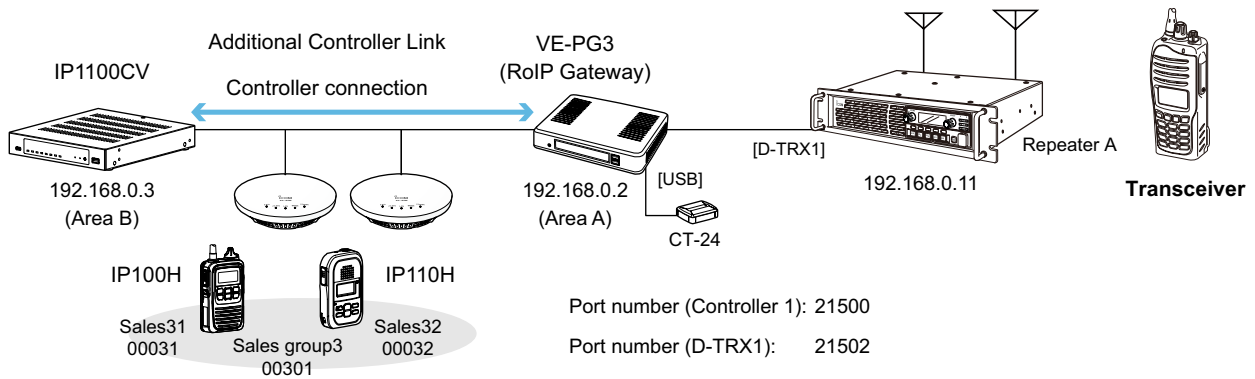 Additional Controller Link
VE-PG3
(RoIP Gateway)
IP1100CV
Controller connection
[D-TRX1]
Repeater A
192.168.0.3
(Area B)
192.168.0.2
(Area A)
[USB]
192.168.0.11
Transceiver
CT-24
IP100H
IP110H
Port number (Controller 1): 21500
Sales31
00031
Sales group3
00301
Sales32
00032
Port number (D-TRX1): 21502